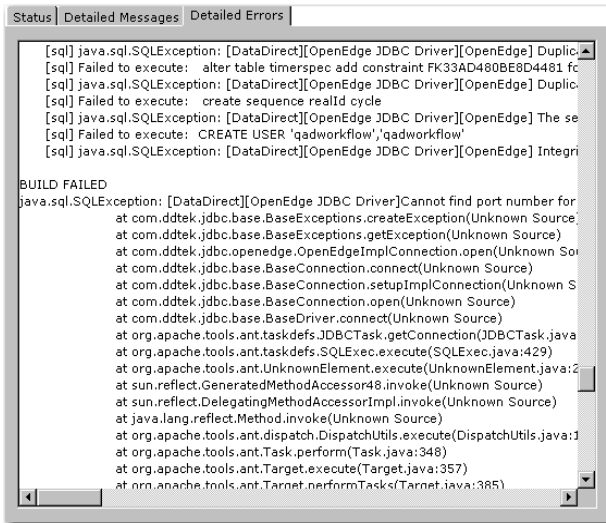 Status Detailed Messages Detailed Errors
[sql] java.sql.SQLException: [DataDirect][OpenEdge JDBC Driver][OpenEdge] Duplic
[sql] Failed to execute: alter table timerspec add constraint FK33AD480BE8D4481 fo
[sql] java.sql.SQLException: [DataDirect][OpenEdge JDBC Driver][OpenEdge] Duplic
[sql] Failed to execute: create sequence realId cycle
[sql] java.sql.SQLException: [DataDirect][OpenEdge JDBC Driver][OpenEdge] The se
[sql] Failed to execute: CREATE USER 'qadworkflow','qadworkflow'
[sql] java.sql.SQLException: [DataDirect][OpenEdge JDBC Driver][OpenEdge] Integri
BUILD FAILED
java.sql.SQLException: [DataDirect][OpenEdge JDBC Driver]Cannot find port number for
at com.ddtek.jdbc.base.BaseExceptions.createException(Unknown Source)
at com.ddtek.jdbc.base.BaseExceptions.getException(Unknown Source)
at com.ddtek.jdbc.openedge.OpenEdgeImplConnection.open(Unknown Sou
at com.ddtek.jdbc.base.BaseConnection.connect(Unknown Source)
at com.ddtek.jdbc.base.BaseConnection.setupImplConnection(Unknown S
at com.ddtek.jdbc.base.BaseConnection.open(Unknown Source)
at com.ddtek.jdbc.base.BaseDriver.connect(Unknown Source)
at org.apache.tools.ant.taskdefs.JDBCTask.getConnection(JDBCTask.java
at org.apache.tools.ant.taskdefs.SQLExec.execute(SQLExec.java:429)
at org.apache.tools.ant.UnknownElement.execute(UnknownElement.java:2
at sun.reflect.GeneratedMethodAccessor48.invoke(Unknown Source)
at sun.reflect.DelegatingMethodAccessorImpl.invoke(Unknown Source)
at java.lang.reflect.Method.invoke(Unknown Source)
at org.apache.tools.ant.dispatch.DispatchUtils.execute(DispatchUtils.java:1
at org.apache.tools.ant.Task.perform(Task.java:348)
at org.apache.tools.ant.Target.execute(Target.java:357)
at org.apache.tools.ant.Target.performTasks(Target.java:385)